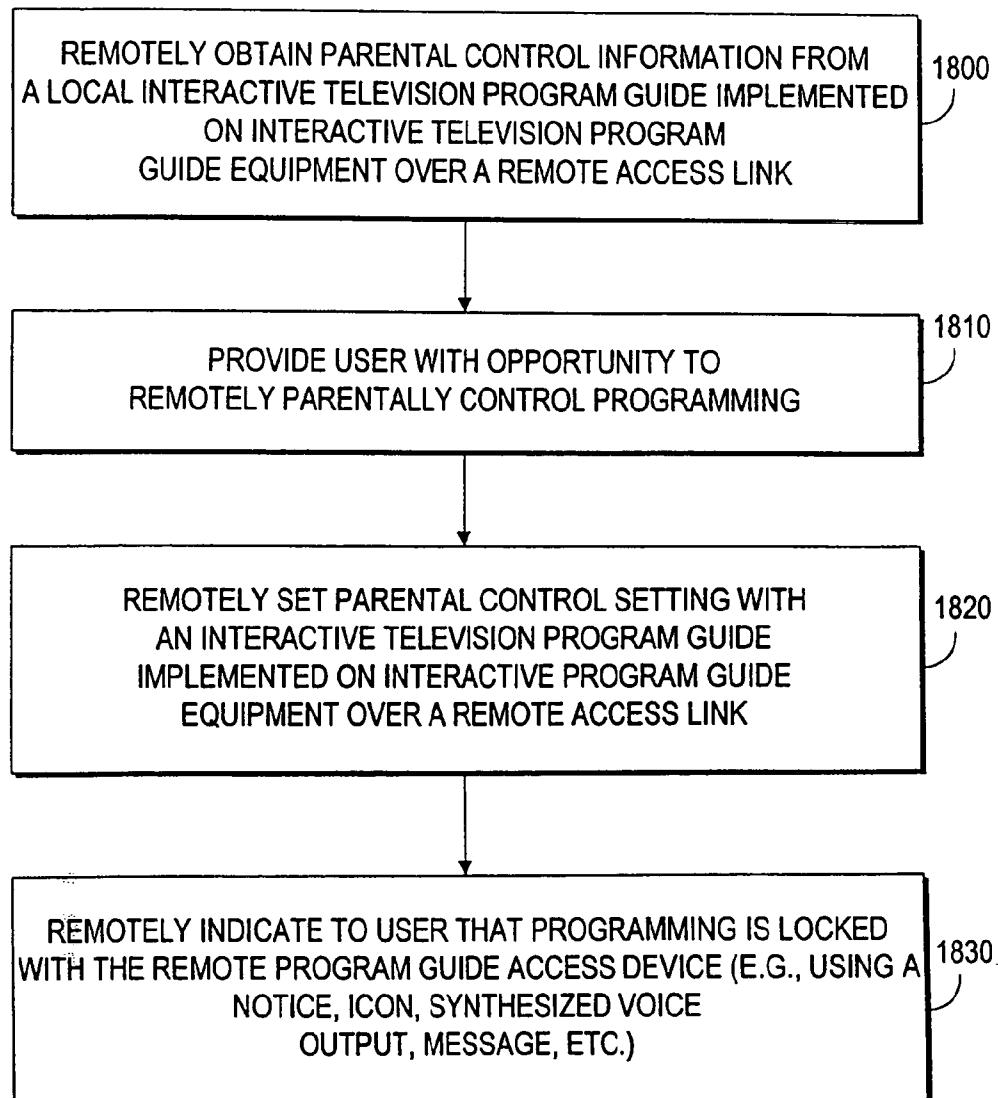 REMOTELY OBTAIN PARENTAL CONTROL INFORMATION FROM
A LOCAL INTERACTIVE TELEVISION PROGRAM GUIDE IMPLEMENTED
ON INTERACTIVE TELEVISION PROGRAM
GUIDE EQUIPMENT OVER A REMOTE ACCESS LINK
1800
PROVIDE USER WITH OPPORTUNITY TO
REMOTELY PARENTALLY CONTROL PROGRAMMING
1810
REMOTELY SET PARENTAL CONTROL SETTING WITH
AN INTERACTIVE TELEVISION PROGRAM GUIDE
IMPLEMENTED ON INTERACTIVE PROGRAM GUIDE
EQUIPMENT OVER A REMOTE ACCESS LINK
1820
REMOTELY INDICATE TO USER THAT PROGRAMMING IS LOCKED
WITH THE REMOTE PROGRAM GUIDE ACCESS DEVICE (E.G., USING A
NOTICE, ICON, SYNTHESIZED VOICE
OUTPUT, MESSAGE, ETC.)
1830